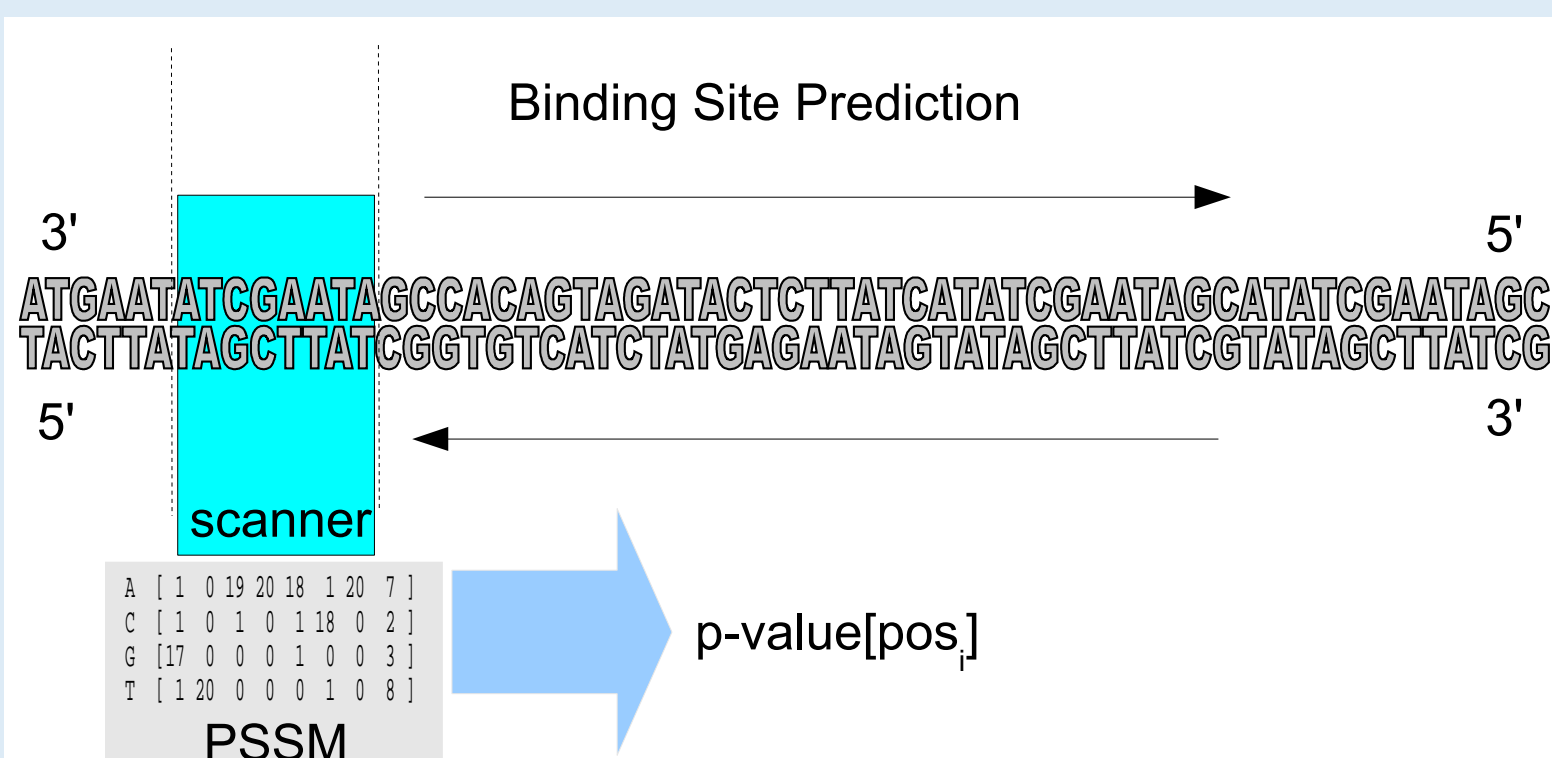 Binding Site Prediction
3' 5'
ATGAATATCGAATAGCCACAGTAGATACTCTTATCATATCGAATAGCATATCGAATAGC
TACTTATAGCTTATCGGTGTCATCTATGAGAATAGTATAGCTTATCGTATAGCTTATCG
5' 3'
scanner
A [ 1 0 19 20 18 1 20 7 ]
C [ 1 0 1 0 1 18 0 2 ]
G [17 0 0 0 1 0 0 3 ]
T [ 1 20 0 0 0 1 0 8 ]
p-value[pos_i]
PSSM